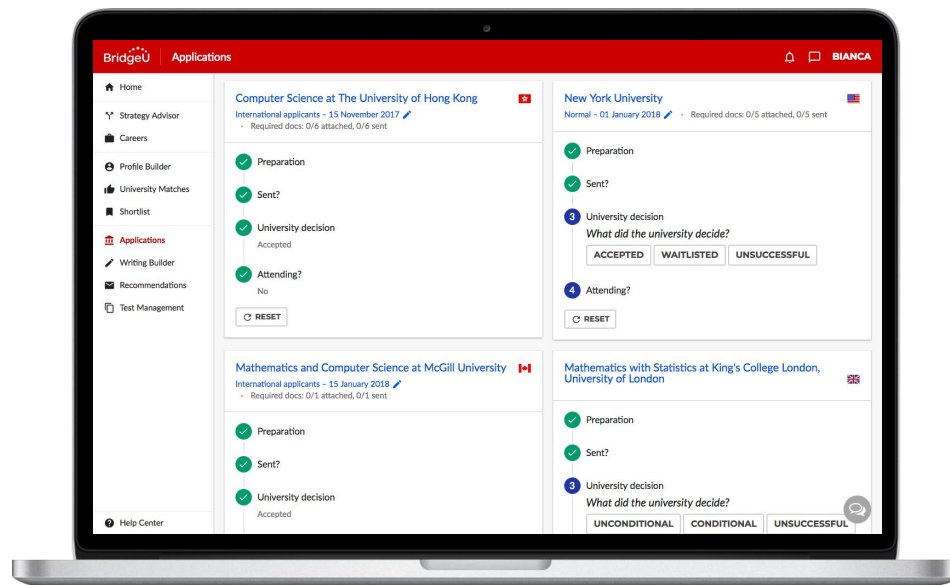 BridgeU
Applications
BIANCA
Home
Strategy Advisor
Careers
Profile Builder
University Matches
Shortlist
Applications
Writing Builder
Recommendations
Test Management
Help Center
Computer Science at The University of Hong Kong
International applicants – 15 November 2017
· Required docs: 0/6 attached, 0/6 sent
Preparation
Sent?
University decision
Accepted
Attending?
No
RESET
New York University
Normal – 01 January 2018 · Required docs: 0/5 attached, 0/5 sent
Preparation
Sent?
3 University decision
What did the university decide?
ACCEPTED WAITLISTED UNSUCCESSFUL
4 Attending?
RESET
Mathematics and Computer Science at McGill University
International applicants – 15 January 2018
· Required docs: 0/1 attached, 0/1 sent
Preparation
Sent?
University decision
Accepted
Mathematics with Statistics at King's College London,
University of London
Preparation
Sent?
3 University decision
What did the university decide?
UNCONDITIONAL CONDITIONAL UNSUCCESSFUL